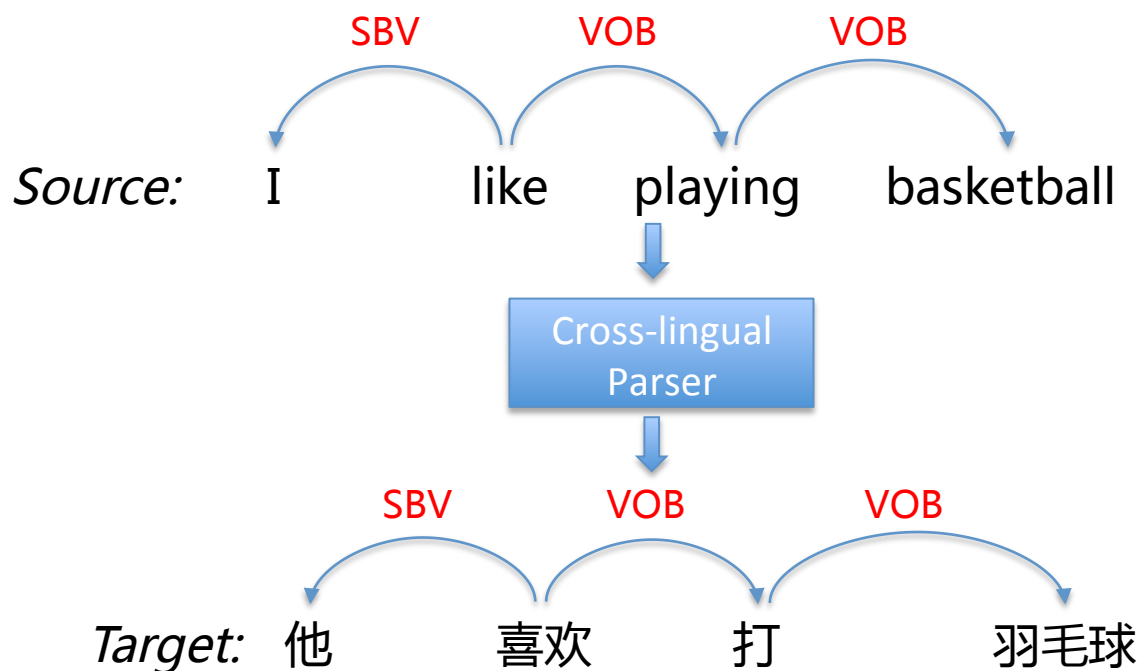 SBV VOB VOB
Source: I like playing basketball
Cross-lingual
Parser
SBV VOB VOB
Target: 他 喜欢 打 羽毛球